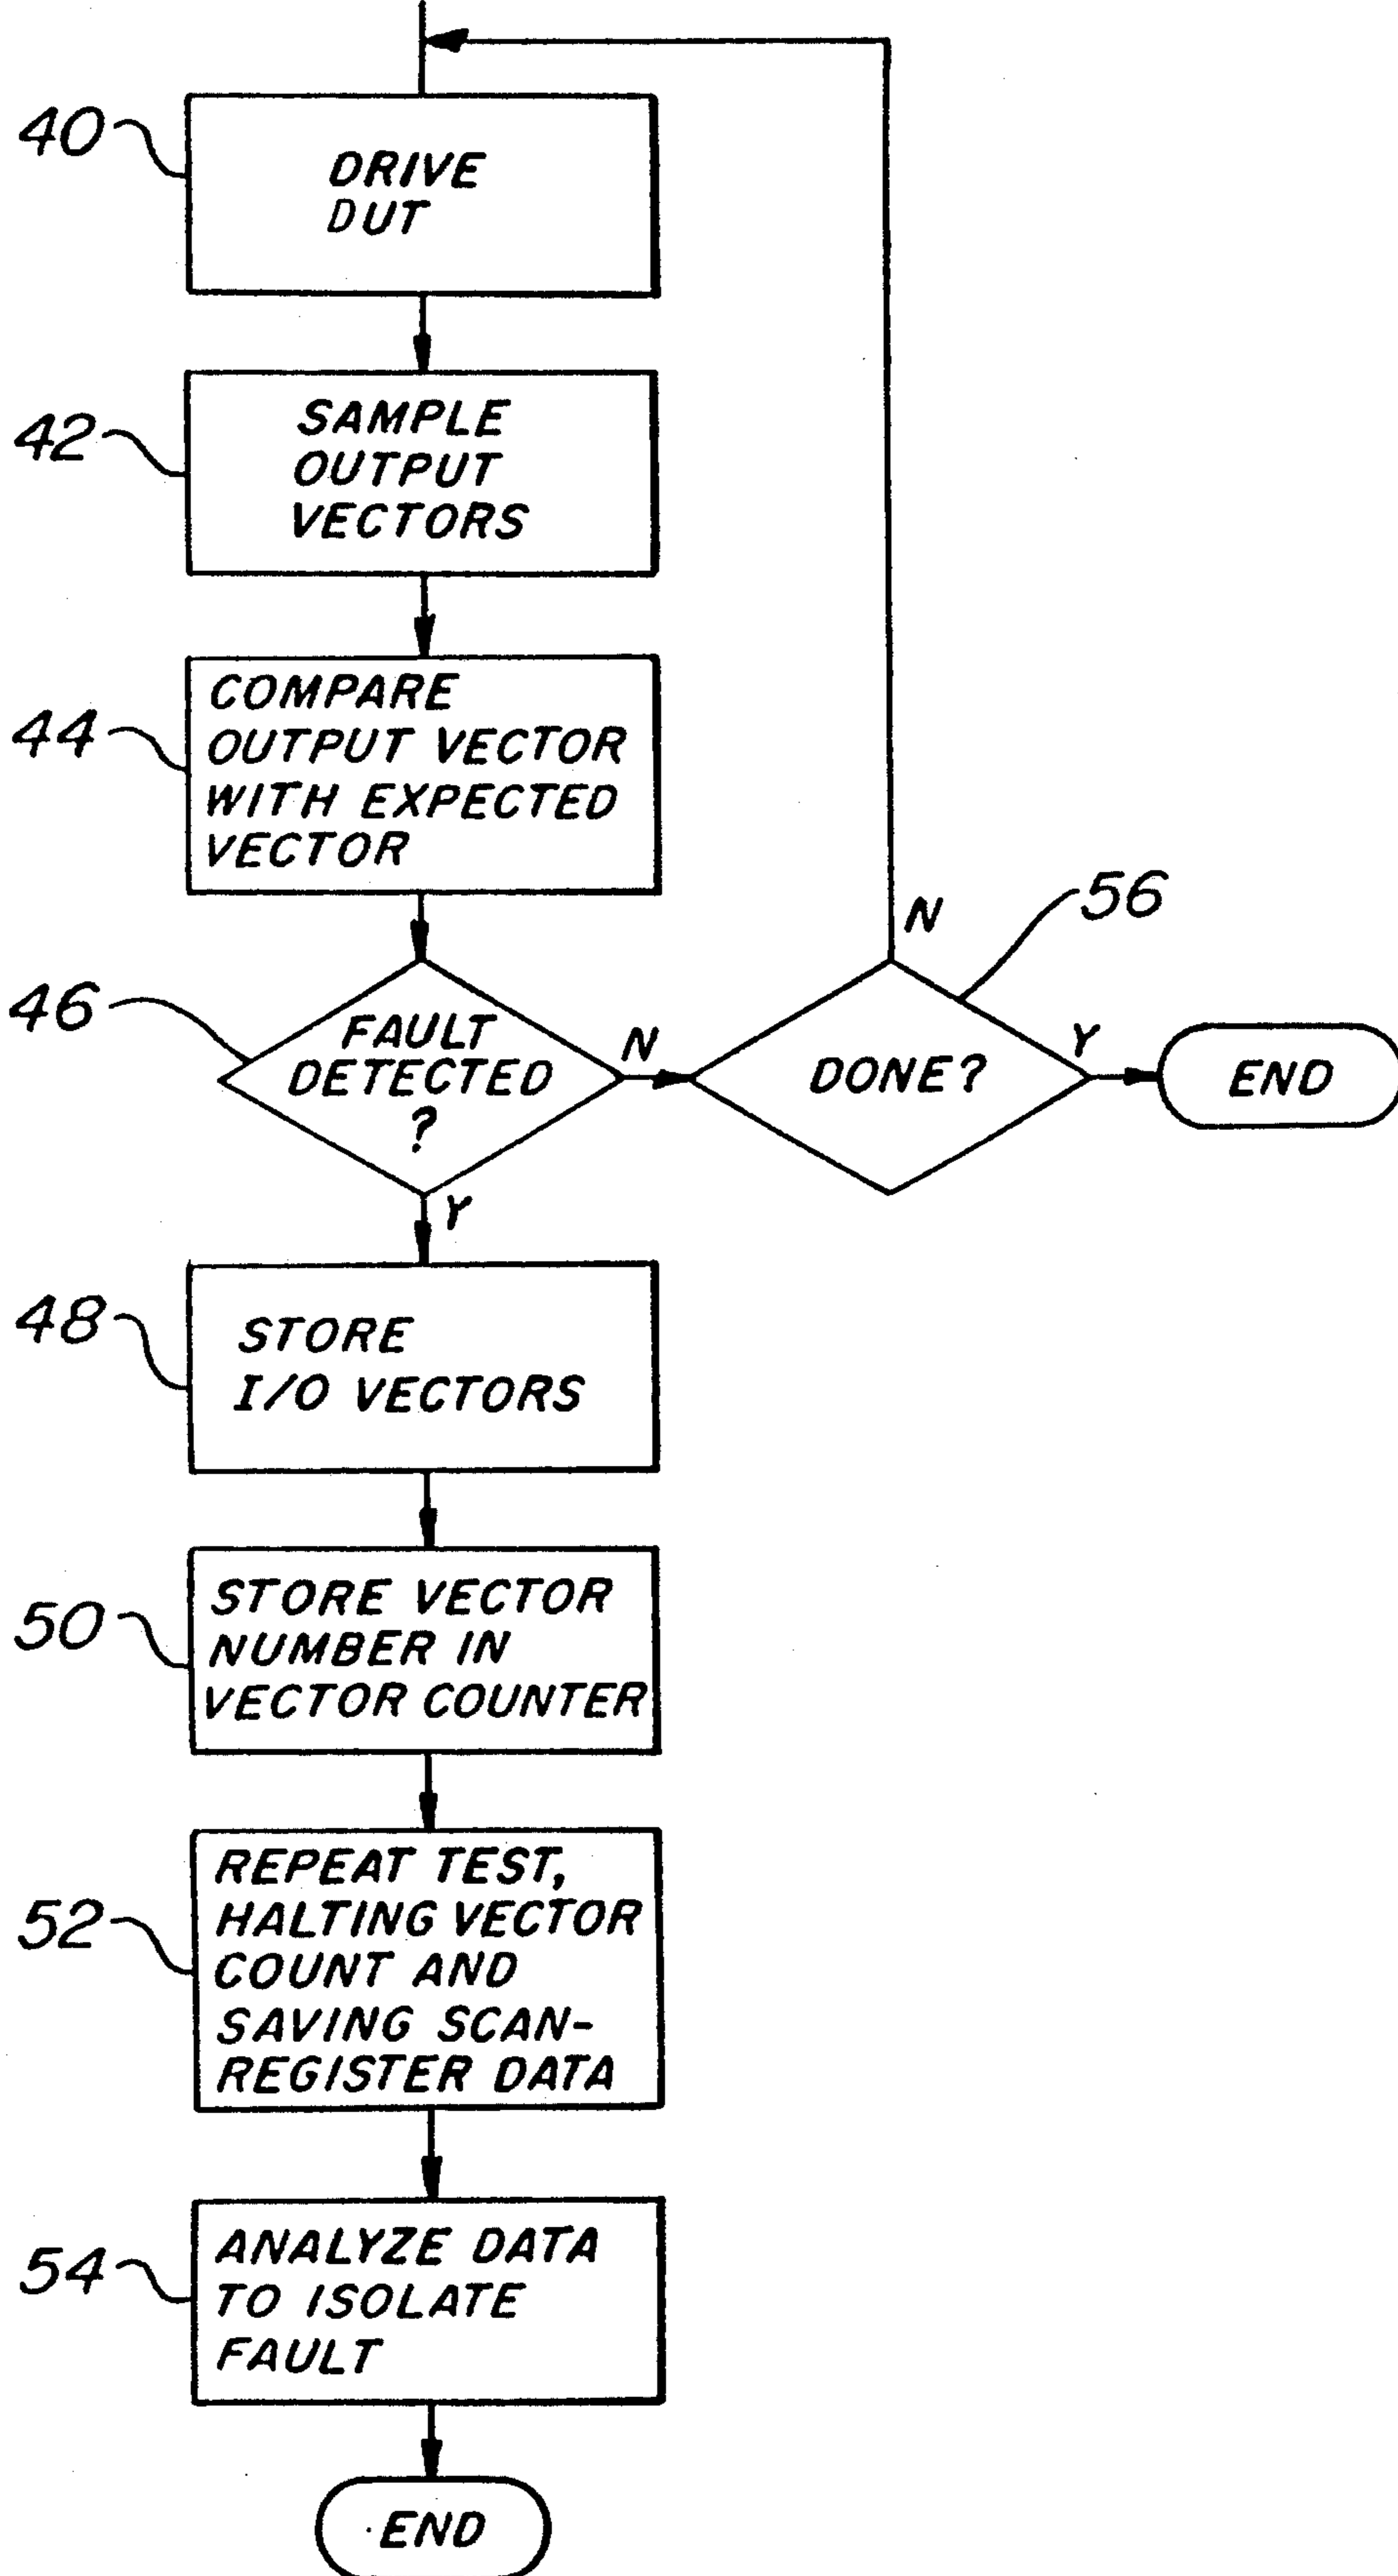 40
DRIVE
DUT
42
SAMPLE
OUTPUT
VECTORS
44
COMPARE
OUTPUT VECTOR
WITH EXPECTED
VECTOR
46
FAULT
DETECTED
?
N
Y
56
DONE?
N
Y
END
48
STORE
I/O VECTORS
50
STORE VECTOR
NUMBER IN
VECTOR COUNTER
52
REPEAT TEST,
HALTING VECTOR
COUNT AND
SAVING SCAN-
REGISTER DATA
54
ANALYZE DATA
TO ISOLATE
FAULT
END